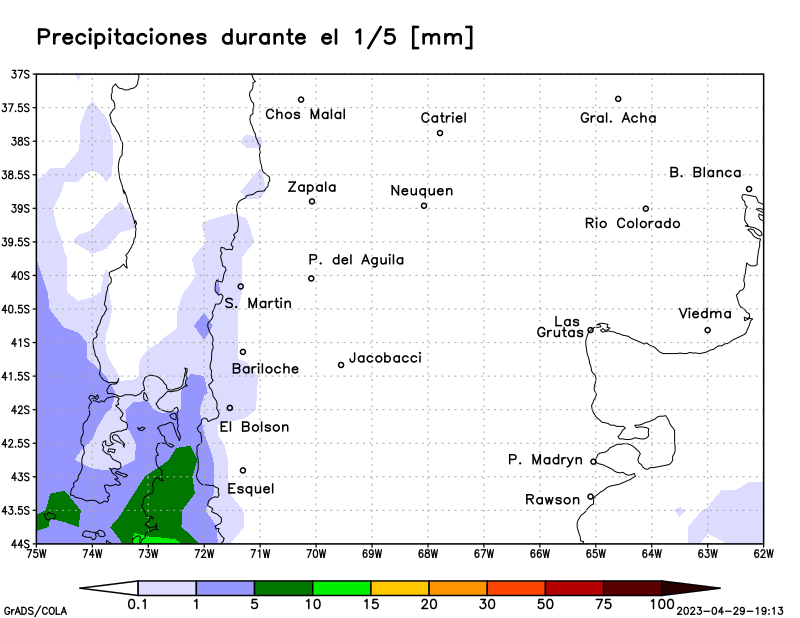 Precipitaciones durante el 1/5 [mm]
37S
Chos Malal
Gral. Acha
37.5S
Catriel
38S
B. Blanca
38.5S
Zapala
Neuquen
39S
Rio Colorado
39.5S
P. del Aguila
40S
S. Martin
40.5S
Las
Grutas
Viedma
41S
Bariloche
Jacobacci
41.5S
42S
El Bolson
42.5S
P. Madryn
43S
Esquel
Rawson
43.5S
44S
75W 74W 73W 72W 71W 70W 69W 68W 67W 66W 65W 64W 63W 62W
0.1 1 5 10 15 20 30 50 75 100
GrADS/COLA
2023-04-29-19:13